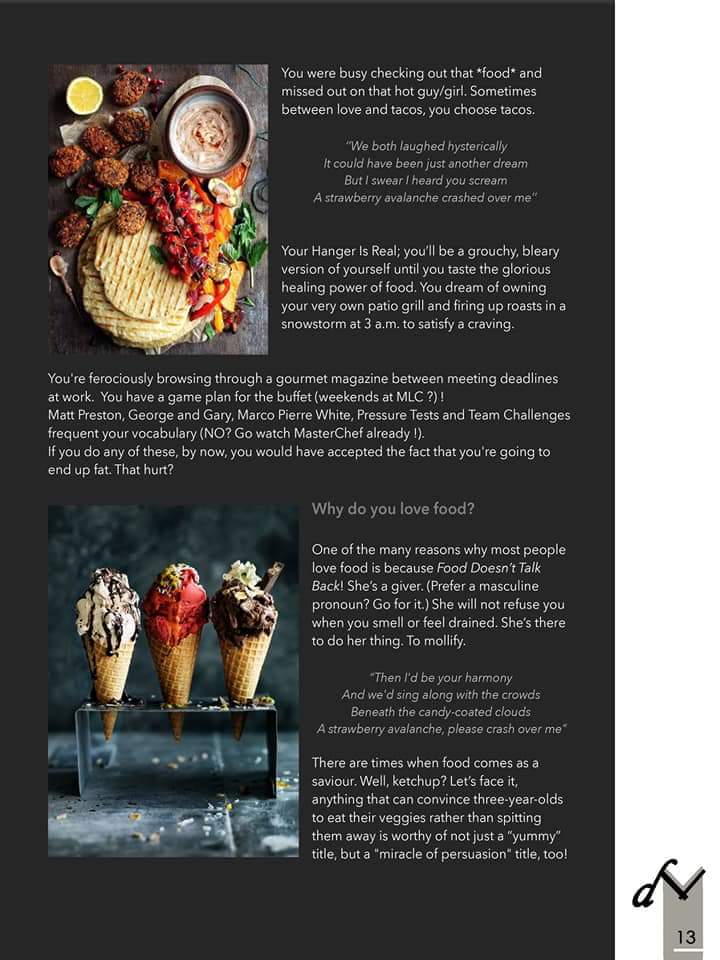 You were busy checking out that *food* and
missed out on that hot guy/girl. Sometimes
between love and tacos, you choose tacos.
“We both laughed hysterically
It could have been just another dream
But I swear I heard you scream
A strawberry avalanche crashed over me”
Your Hanger Is Real; you’ll be a grouchy, bleary
version of yourself until you taste the glorious
healing power of food. You dream of owning
your very own patio grill and firing up roasts in a
snowstorm at 3 a.m. to satisfy a craving.
You're ferociously browsing through a gourmet magazine between meeting deadlines
at work.  You have a game plan for the buffet (weekends at MLC ?) !
Matt Preston, George and Gary, Marco Pierre White, Pressure Tests and Team Challenges
frequent your vocabulary (NO? Go watch MasterChef already !).
If you do any of these, by now, you would have accepted the fact that you're going to
end up fat. That hurt?
Why do you love food?
One of the many reasons why most people
love food is because Food Doesn’t Talk
Back! She’s a giver. (Prefer a masculine
pronoun? Go for it.) She will not refuse you
when you smell or feel drained. She’s there
to do her thing. To mollify.
“Then I'd be your harmony
And we'd sing along with the crowds
Beneath the candy-coated clouds
A strawberry avalanche, please crash over me”
There are times when food comes as a
saviour. Well, ketchup? Let’s face it,
anything that can convince three-year-olds
to eat their veggies rather than spitting
them away is worthy of not just a “yummy”
title, but a "miracle of persuasion" title, too!
13